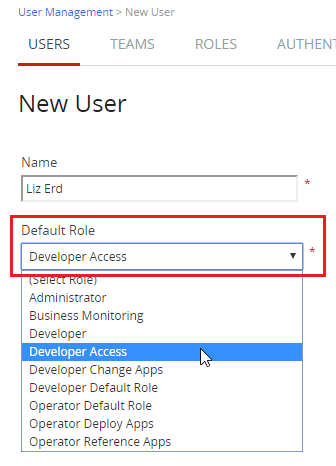 User Management > New User
USERS TEAMS ROLES AUTHENT
New User
Name
Liz Erd *
Default Role
Developer Access ▼ *
(Select Role)
Administrator
Business Monitoring
Developer
Developer Access
Developer Change Apps
Developer Default Role
Operator Default Role
Operator Deploy Apps
Operator Reference Apps